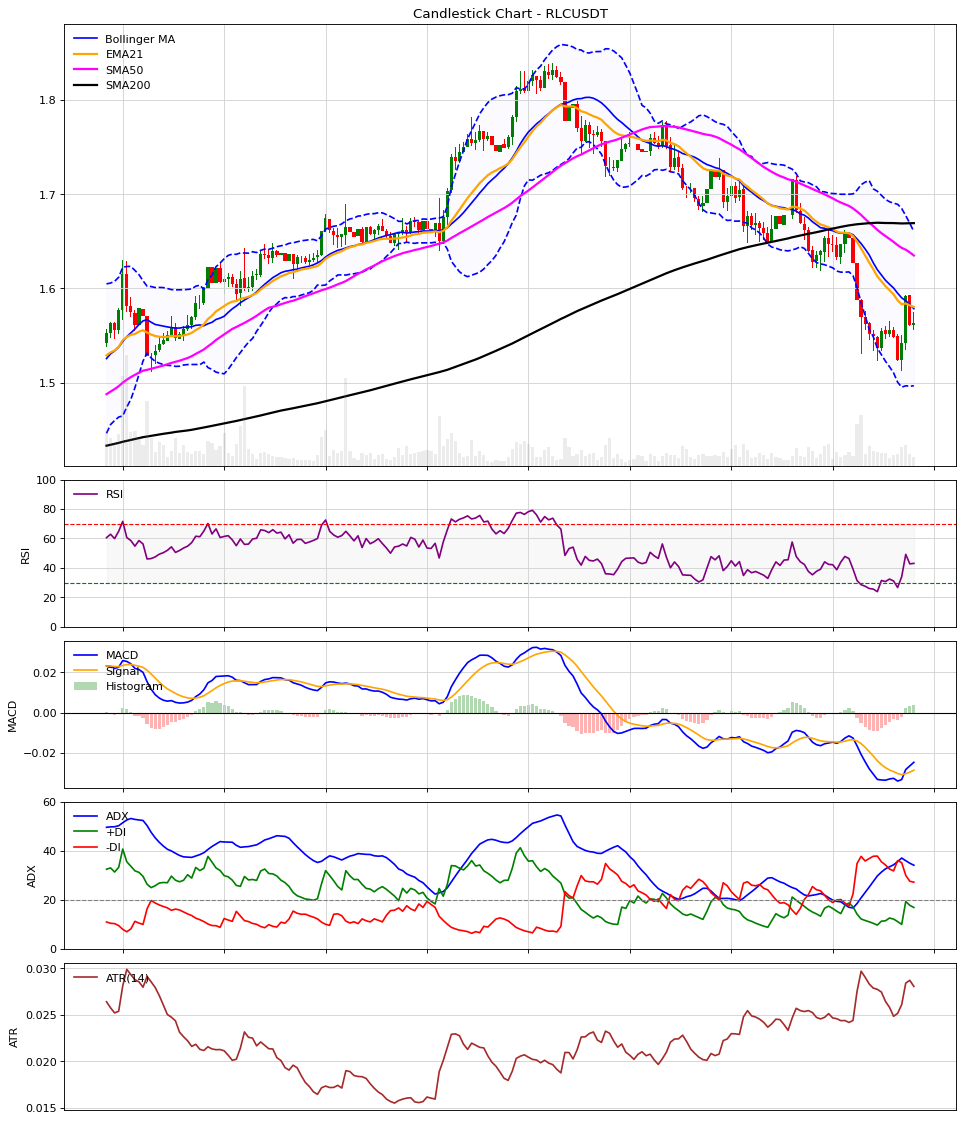 Candlestick Chart - RLCUSDT
Bollinger MA
EMA21
SMA50
SMA200
1.8
1.7
1.6
1.5
100
80
60
40
20
0
RSI
RSI
0.02
0.00
−0.02
MACD
MACD
Signal
Histogram
60
40
20
0
ADX
ADX
+DI
-DI
0.030
0.025
0.020
0.015
ATR
ATR(14)